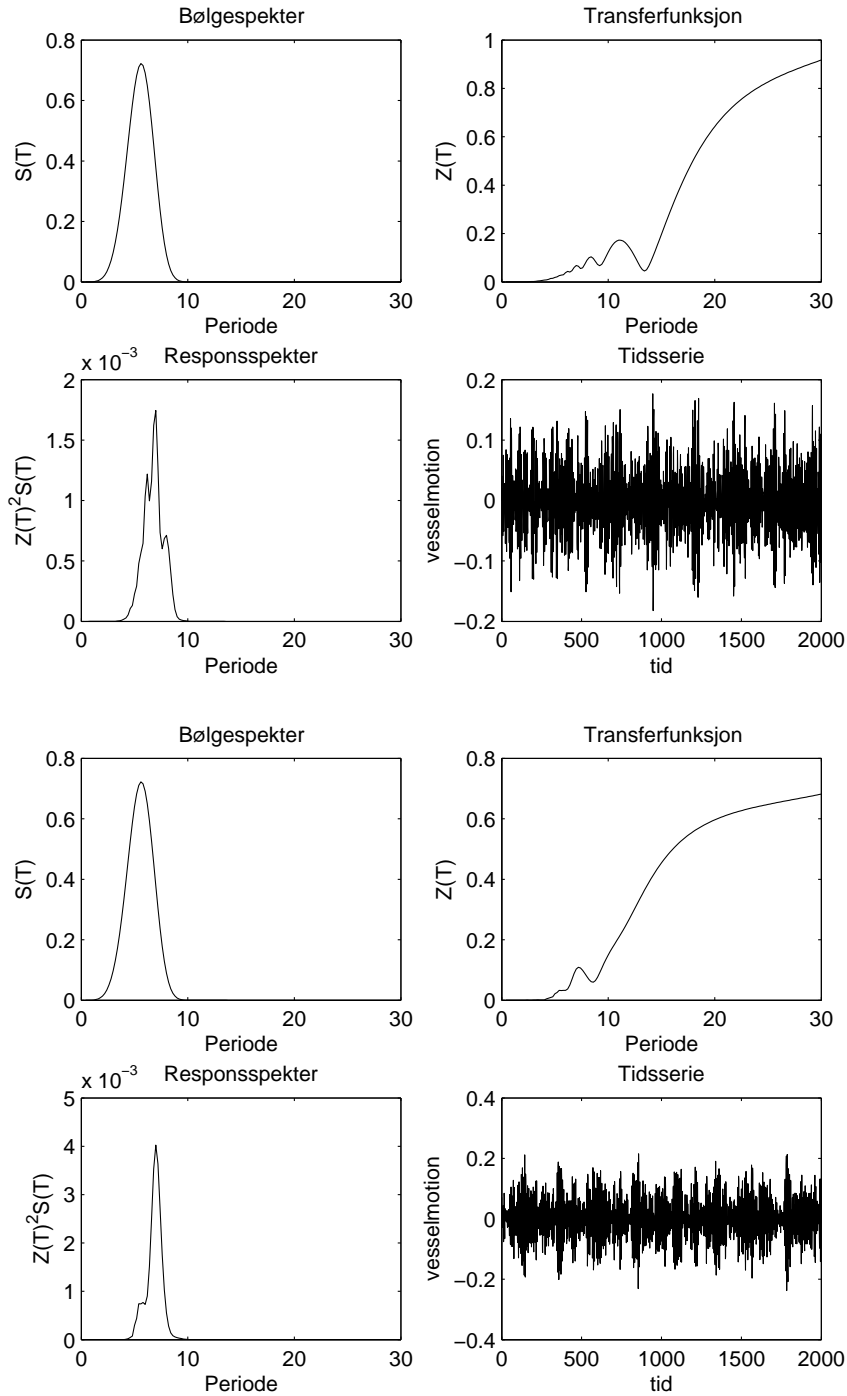 Bølgespekter
S(T)
0.8
0.6
0.4
0.2
0
0 10 20 30
Periode
Transferfunksjon
Z(T)
1
0.8
0.6
0.4
0.2
0
0 10 20 30
Periode
Responsspekter
x 10−3
Z(T)2S(T)
2
1.5
1
0.5
0
0 10 20 30
Periode
Tidsserie
vesselmotion
0.2
0.1
0
−0.1
−0.2
0 500 1000 1500 2000
tid
Bølgespekter
S(T)
0.8
0.6
0.4
0.2
0
0 10 20 30
Periode
Transferfunksjon
Z(T)
0.8
0.6
0.4
0.2
0
0 10 20 30
Periode
Responsspekter
x 10−3
Z(T)2S(T)
5
4
3
2
1
0
0 10 20 30
Periode
Tidsserie
vesselmotion
0.4
0.2
0
−0.2
−0.4
0 500 1000 1500 2000
tid